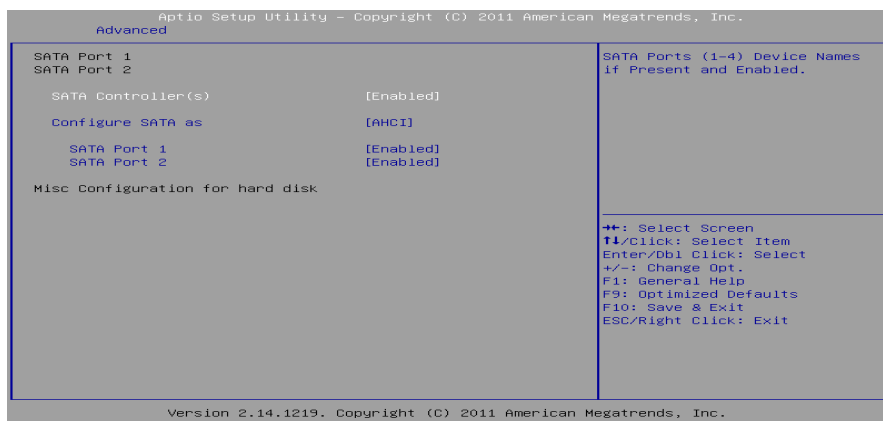 Aptio Setup Utility – Copyright (C) 2011 American Megatrends, Inc.
Advanced
SATA Port 1
SATA Port 2
SATA Controller(s) [Enabled]
Configure SATA as [AHCI]
SATA Port 1 [Enabled]
SATA Port 2 [Enabled]
Misc Configuration for hard disk
SATA Ports (1-4) Device Names
if Present and Enabled.
→←: Select Screen
↑↓/Click: Select Item
Enter/Dbl Click: Select
+/-: Change Opt.
F1: General Help
F9: Optimized Defaults
F10: Save & Exit
ESC/Right Click: Exit
Version 2.14.1219. Copyright (C) 2011 American Megatrends, Inc.